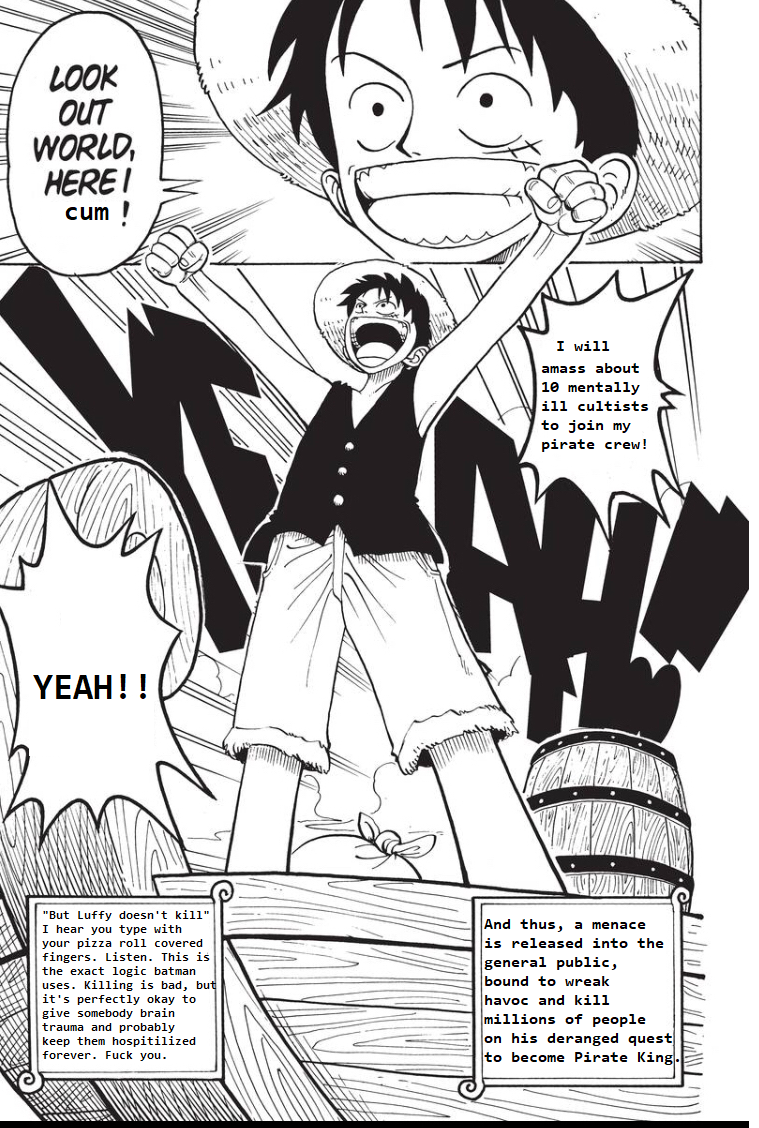 LOOK
OUT
WORLD,
HERE I
cum !
I will
amass about
10 mentally
ill cultists
to join my
pirate crew!
YEAH!!
YEAH!!
"But Luffy doesn't kill"
I hear you type with
your pizza roll covered
fingers. Listen. This is
the exact logic batman
uses. Killing is bad, but
it's perfectly okay to
give somebody brain
trauma and probably
keep them hospitilized
forever. Fuck you.
And thus, a menace
is released into the
general public,
bound to wreak
havoc and kill
millions of people
on his deranged quest
to become Pirate King.